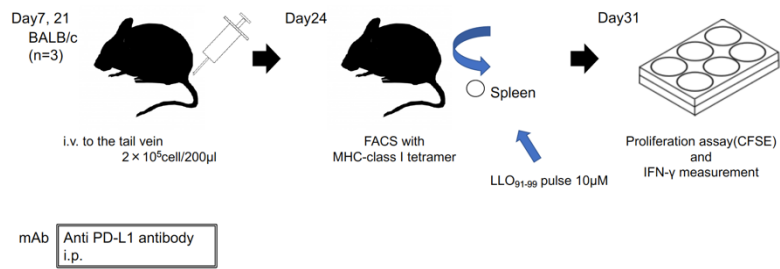 Day7, 21
BALB/c
(n=3)
i.v. to the tail vein
2×10⁵cell/200μl
Day24
Spleen
FACS with
MHC-class I tetramer
LLO₉₁₋₉₉ pulse 10μM
Day31
Proliferation assay(CFSE)
and
IFN-γ measurement
mAb
Anti PD-L1 antibody
i.p.